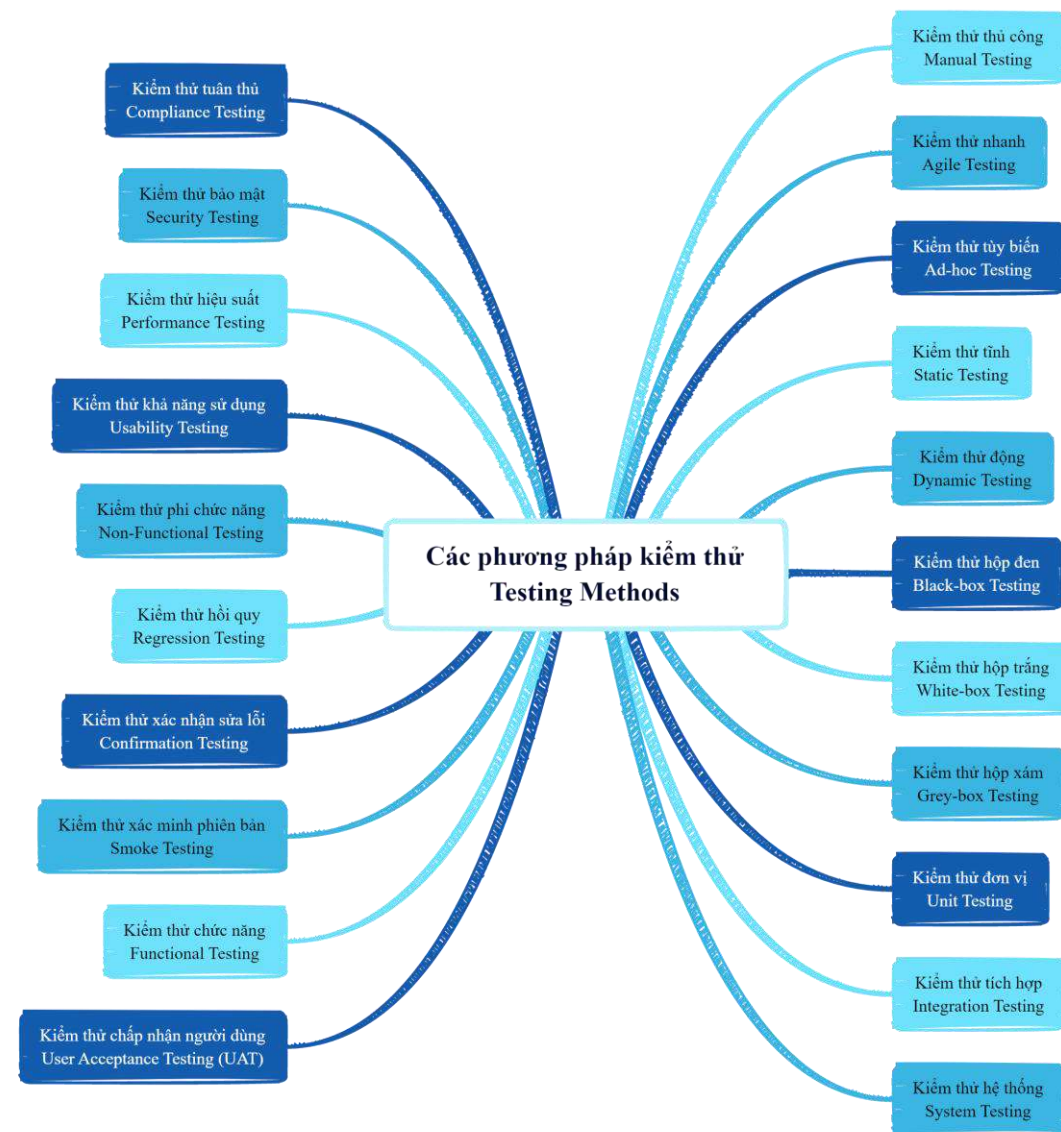 Các phương pháp kiểm thử
Testing Methods
Kiểm thử thủ công
Manual Testing
Kiểm thử nhanh
Agile Testing
Kiểm thử tùy biến
Ad-hoc Testing
Kiểm thử tĩnh
Static Testing
Kiểm thử động
Dynamic Testing
Kiểm thử hộp đen
Black-box Testing
Kiểm thử hộp trắng
White-box Testing
Kiểm thử hộp xám
Grey-box Testing
Kiểm thử đơn vị
Unit Testing
Kiểm thử tích hợp
Integration Testing
Kiểm thử hệ thống
System Testing
Kiểm thử tuân thủ
Compliance Testing
Kiểm thử bảo mật
Security Testing
Kiểm thử hiệu suất
Performance Testing
Kiểm thử khả năng sử dụng
Usability Testing
Kiểm thử phi chức năng
Non-Functional Testing
Kiểm thử hồi quy
Regression Testing
Kiểm thử xác nhận sửa lỗi
Confirmation Testing
Kiểm thử xác minh phiên bản
Smoke Testing
Kiểm thử chức năng
Functional Testing
Kiểm thử chấp nhận người dùng
User Acceptance Testing (UAT)